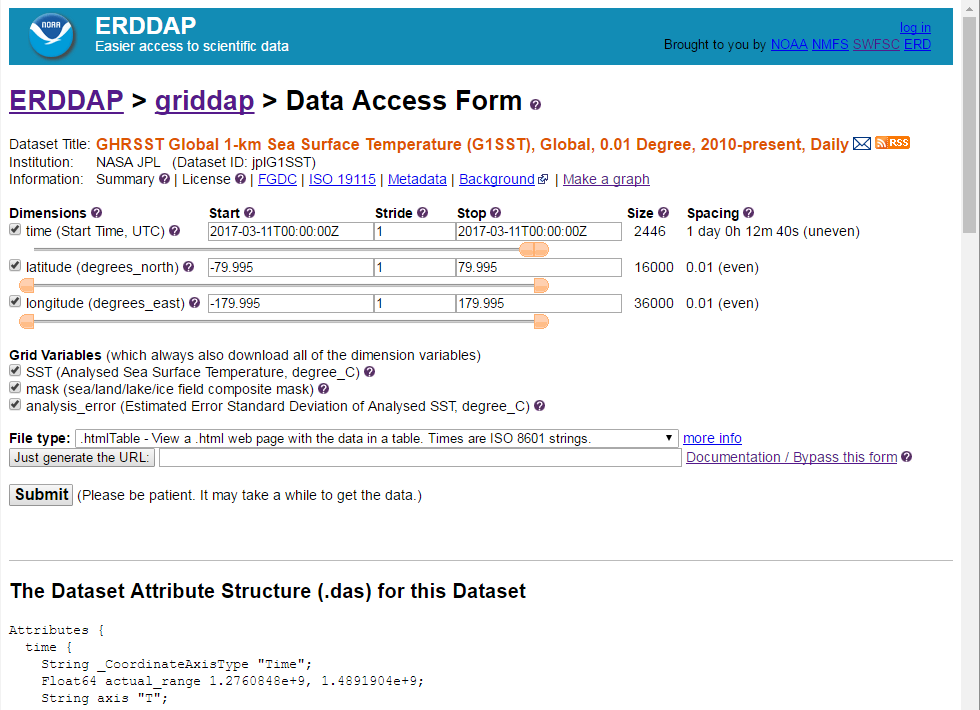 NOAA
ERDDAP
Easier access to scientific data
log in
Brought to you by NOAA NMFS SWFSC ERD
ERDDAP > griddap > Data Access Form ?
Dataset Title: GHRSST Global 1-km Sea Surface Temperature (G1SST), Global, 0.01 Degree, 2010-present, Daily RSS
Institution: NASA JPL (Dataset ID: jplG1SST)
Information: Summary ? | License ? | FGDC | ISO 19115 | Metadata | Background | Make a graph
Dimensions ? Start ? Stride ? Stop ? Size ? Spacing ?
time (Start Time, UTC) ? 2017-03-11T00:00:00Z 1 2017-03-11T00:00:00Z 2446 1 day 0h 12m 40s (uneven)
latitude (degrees_north) ? -79.995 1 79.995 16000 0.01 (even)
longitude (degrees_east) ? -179.995 1 179.995 36000 0.01 (even)
Grid Variables (which always also download all of the dimension variables)
SST (Analysed Sea Surface Temperature, degree_C) ?
mask (sea/land/lake/ice field composite mask) ?
analysis_error (Estimated Error Standard Deviation of Analysed SST, degree_C) ?
File type: .htmlTable - View a .html web page with the data in a table. Times are ISO 8601 strings. more info
Just generate the URL: Documentation / Bypass this form ?
Submit (Please be patient. It may take a while to get the data.)
The Dataset Attribute Structure (.das) for this Dataset
Attributes {
time {
String _CoordinateAxisType "Time";
Float64 actual_range 1.2760848e+9, 1.4891904e+9;
String axis "T";